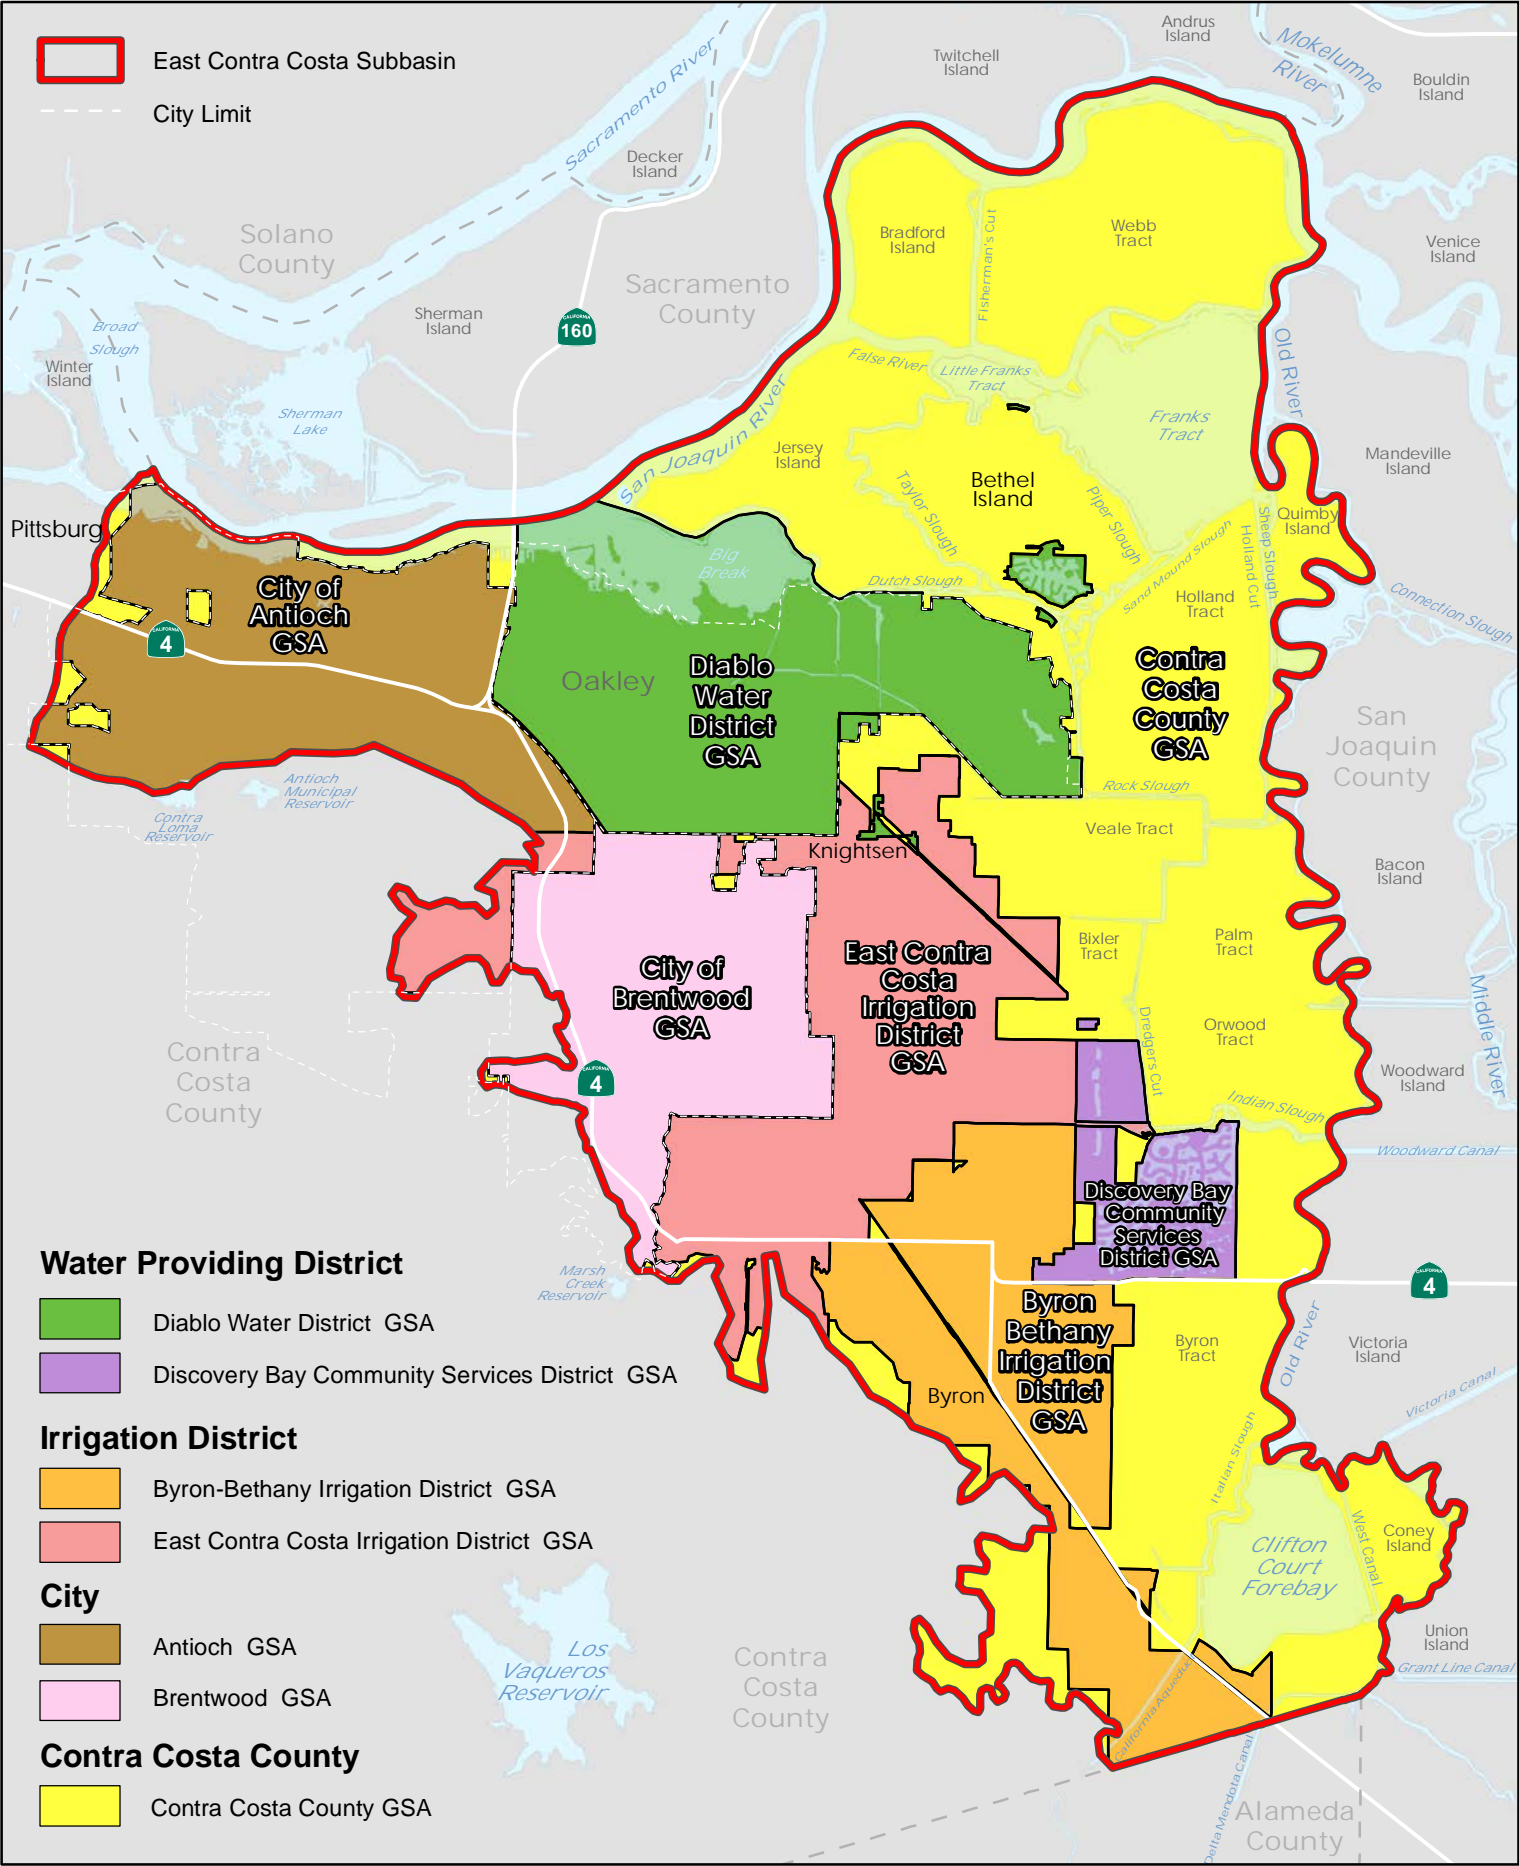 East Contra Costa Subbasin
City Limit
Andrus
Island
Twitchell
Island
Mokelumne
River
Bouldin
Island
Sacramento River
Decker
Island
Solano
County
Sacramento
County
Bradford
Island
Fisherman's Cut
Webb
Tract
Venice
Island
Broad
Slough
Sherman
Island
CALIFORNIA
160
Winter
Island
False River
Little Franks
Tract
Old River
Sherman
Lake
San Joaquin River
Jersey
Island
Franks
Tract
Mandeville
Island
Bethel
Island
Taylor Slough
Piper Slough
Quimby
Island
Pittsburg
Sand Mound Slough
Holland Cut
Sheep Slough
Big
Break
Dutch Slough
Holland
Tract
Connection Slough
City of
Antioch
GSA
CALIFORNIA
4
Oakley
Diablo
Water
District
GSA
Contra
Costa
County
GSA
San
Joaquin
County
Antioch
Municipal
Reservoir
Contra
Loma
Reservoir
Rock Slough
Veale Tract
Knightsen
Bacon
Island
City of
Brentwood
GSA
East Contra
Costa
Irrigation
District
GSA
Bixler
Tract
Palm
Tract
Orwood
Tract
Dredgers Cut
Middle River
Contra
Costa
County
CALIFORNIA
4
Woodward
Island
Indian Slough
Woodward Canal
Discovery Bay
Community
Services
District GSA
Marsh
Creek
Reservoir
CALIFORNIA
4
Water Providing District
Diablo Water District GSA
Discovery Bay Community Services District GSA
Byron
Bethany
Irrigation
District
GSA
Byron
Tract
Old River
Victoria
Island
Victoria Canal
Byron
Irrigation District
Byron-Bethany Irrigation District GSA
East Contra Costa Irrigation District GSA
Italian Slough
Clifton
Court
Forebay
West Canal
Coney
Island
City
Antioch GSA
Brentwood GSA
Los
Vaqueros
Reservoir
Contra
Costa
County
Union
Island
Grant Line Canal
California Aqueduct
Delta Mendota Canal
Alameda
County
Contra Costa County
Contra Costa County GSA